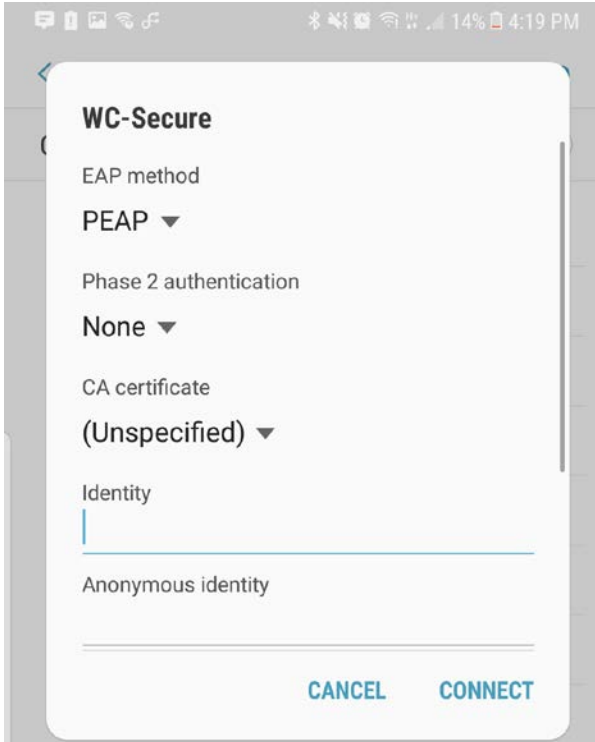 14% 4:19 PM
WC-Secure
EAP method
PEAP
Phase 2 authentication
None
CA certificate
(Unspecified)
Identity
Anonymous identity
CANCEL CONNECT